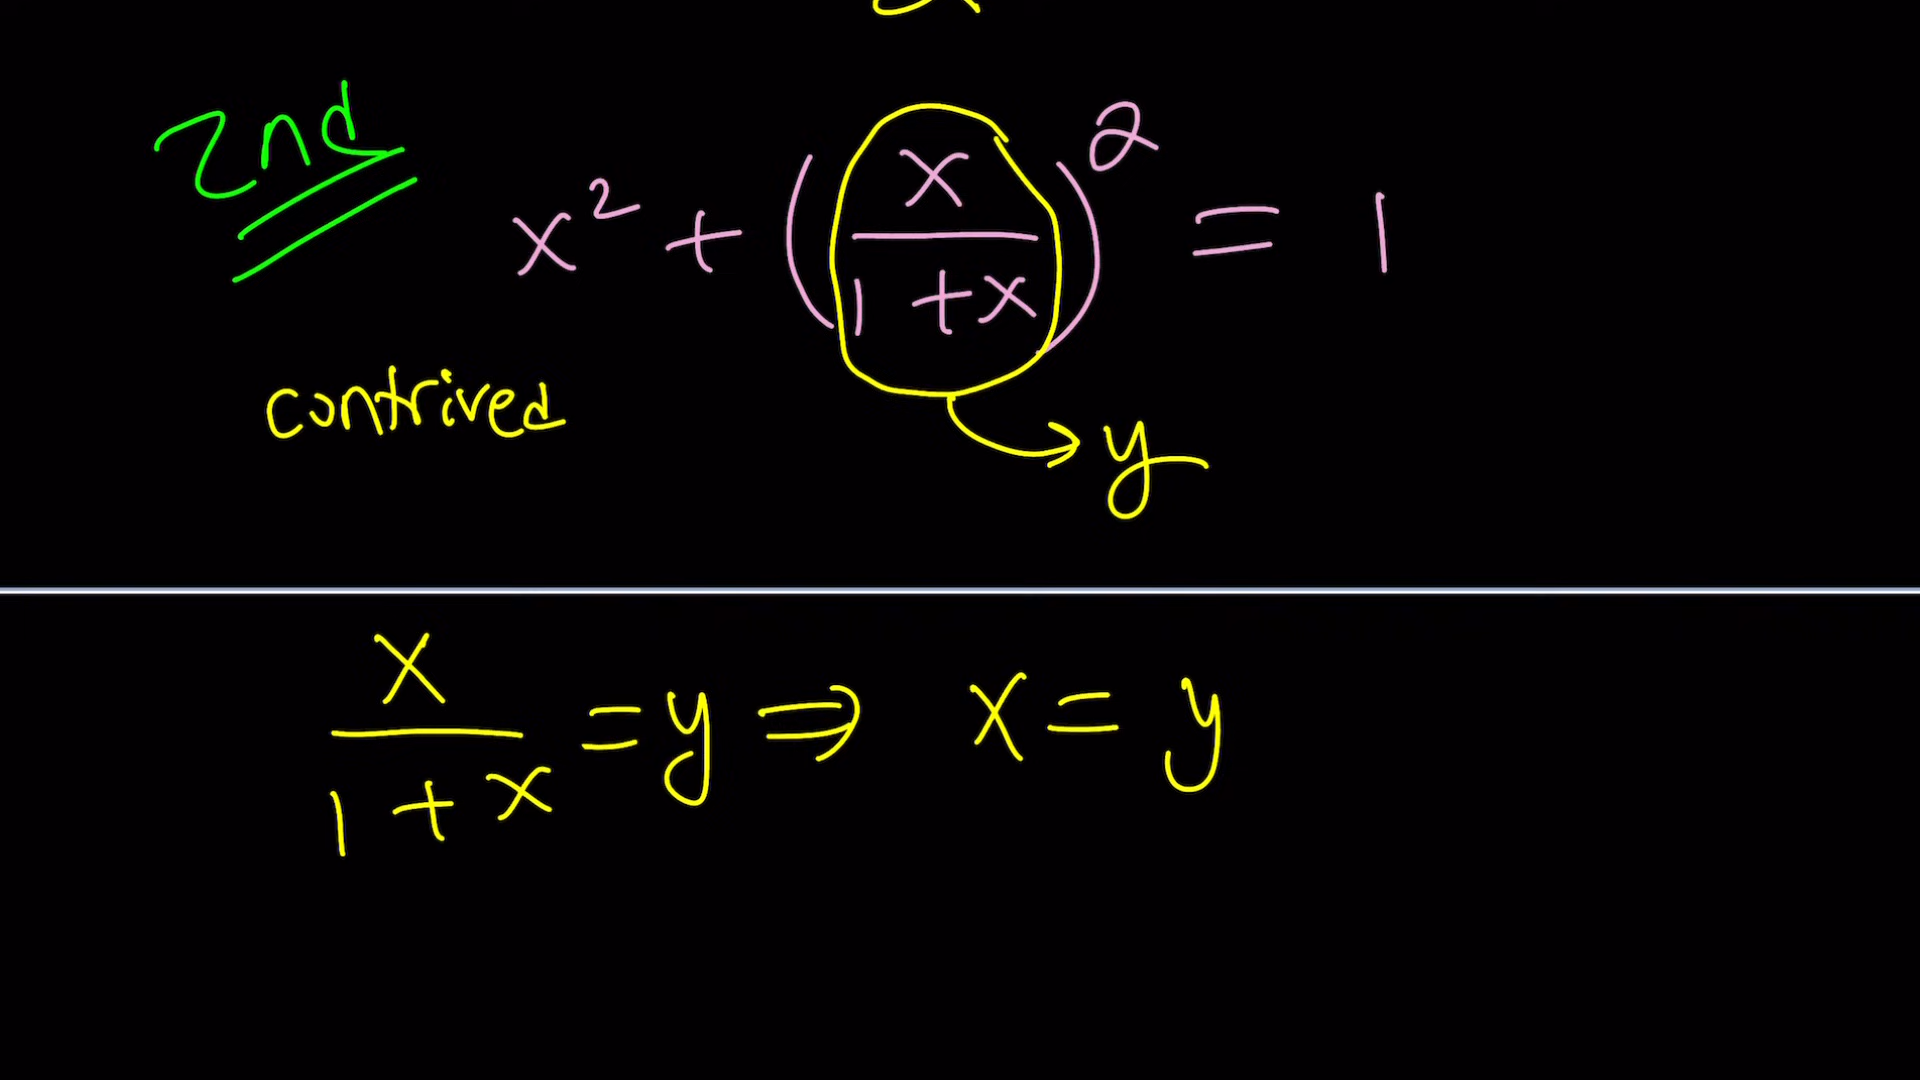 2nd
x² + (x/(1+x))² = 1
contrived
y
x/(1+x) = y ⇒ x = y